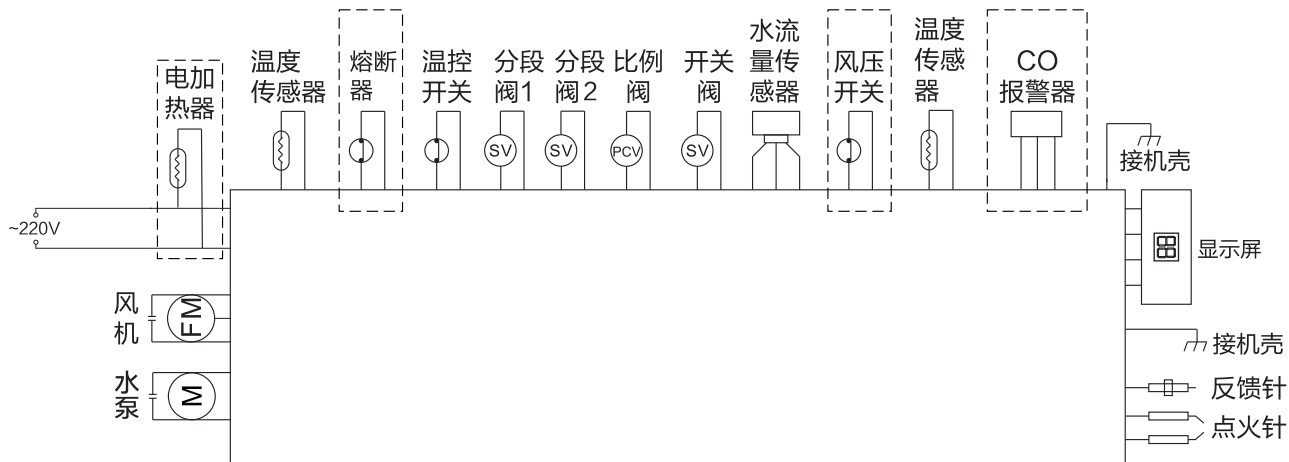 电加
热器
温度
传感器
熔断
器
温控
开关
分段
阀1
分段
阀2
比例
阀
开关
阀
水流
量传
感器
风压
开关
温度
传感
器
CO
报警器
SV
SV
PCV
SV
接机壳
~220V
显示屏
风
机
FM
接机壳
水
泵
M
反馈针
点火针